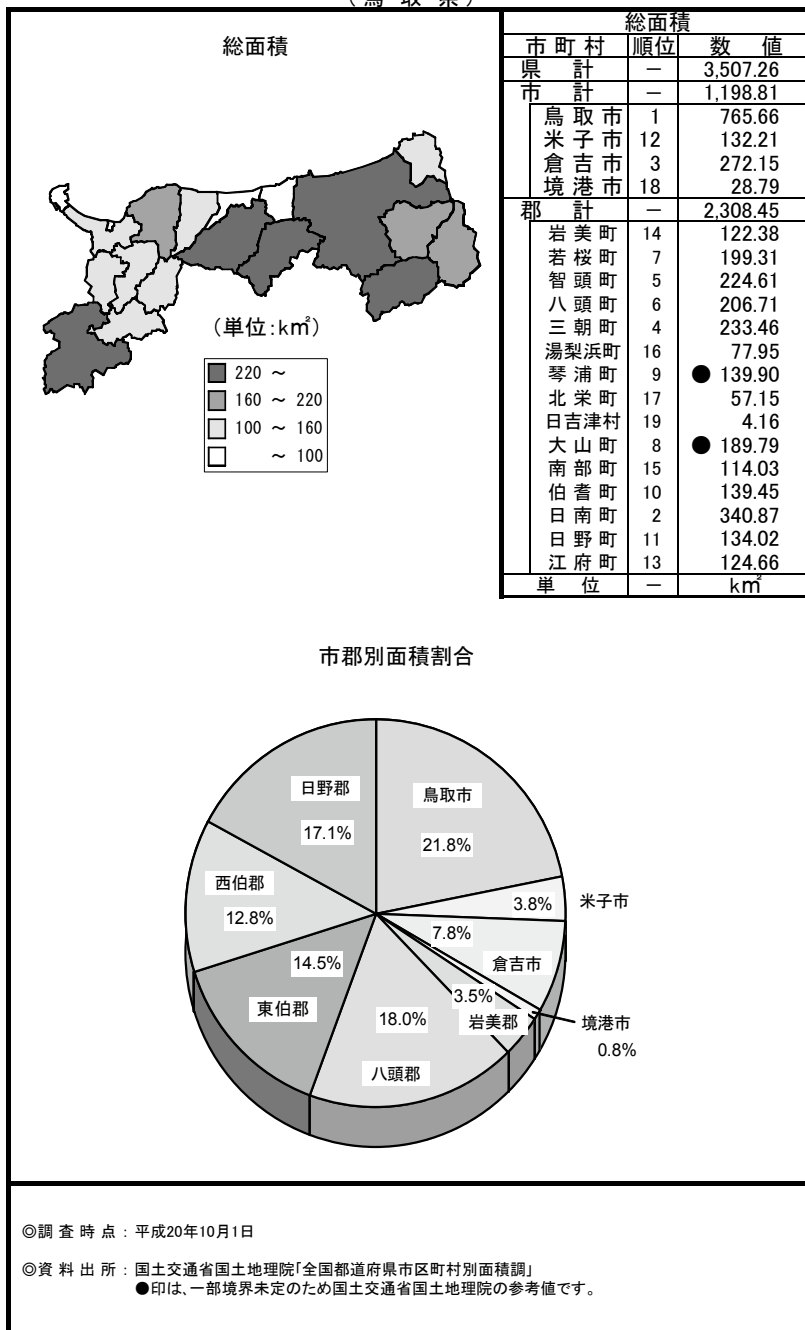 (鳥 取 県)
総面積
(単位:k㎡)
220 ~
160 ~ 220
100 ~ 160
~ 100
総面積
市 町 村 順位 数 値
県 計 － 3,507.26
市 計 － 1,198.81
鳥 取 市 1 765.66
米 子 市 12 132.21
倉 吉 市 3 272.15
境 港 市 18 28.79
郡 計 － 2,308.45
岩 美 町 14 122.38
若 桜 町 7 199.31
智 頭 町 5 224.61
八 頭 町 6 206.71
三 朝 町 4 233.46
湯梨浜町 16 77.95
琴 浦 町 9 ● 139.90
北 栄 町 17 57.15
日吉津村 19 4.16
大 山 町 8 ● 189.79
南 部 町 15 114.03
伯 耆 町 10 139.45
日 南 町 2 340.87
日 野 町 11 134.02
江 府 町 13 124.66
単 位 － k㎡
市郡別面積割合
鳥取市
21.8%
米子市
3.8%
倉吉市
7.8%
境港市
0.8%
岩美郡
3.5%
八頭郡
18.0%
東伯郡
14.5%
西伯郡
12.8%
日野郡
17.1%
◎調 査 時 点 : 平成20年10月1日
◎資 料 出 所 : 国土交通省国土地理院「全国都道府県市区町村別面積調」
●印は、一部境界未定のため国土交通省国土地理院の参考値です。